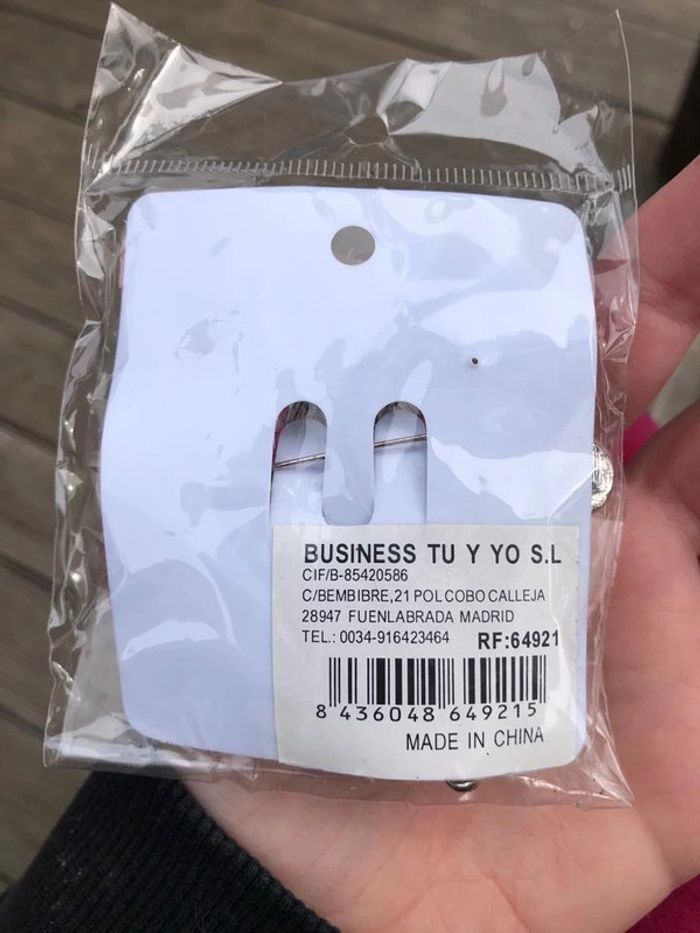 BUSINESS TU Y YO S.L
CIF/B-85420586
C/BEMBIBRE,21 POL COBO CALLEJA
28947 FUENLABRADA MADRID
TEL.: 0034-916423464 RF:64921
8 436048 649215
MADE IN CHINA